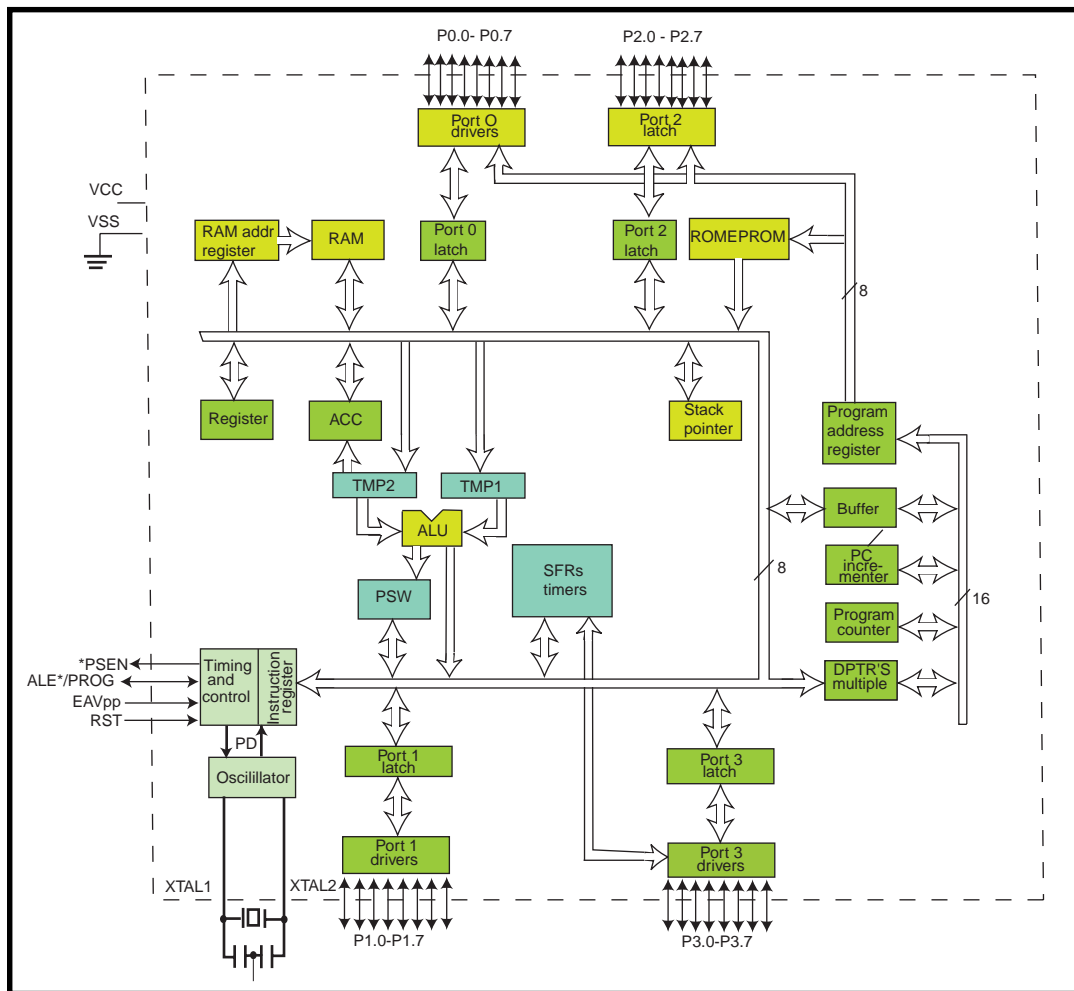 P0.0- P0.7
P2.0 - P2.7
Port O
drivers
Port 2
latch
VCC
VSS
RAM addr
register
RAM
Port 0
latch
Port 2
latch
ROMEPROM
8
Register
ACC
Stack
pointer
Program
address
register
TMP2
TMP1
ALU
Buffer
PC
incre-
menter
SFRs
timers
8
PSW
16
Program
counter
*PSEN
ALE*/PROG
EAVpp
RST
Timing
and
control
Instruction
register
DPTR'S
multiple
PD
Oscilillator
Port 1
latch
Port 3
latch
Port 1
drivers
Port 3
drivers
XTAL1
XTAL2
P1.0-P1.7
P3.0-P3.7